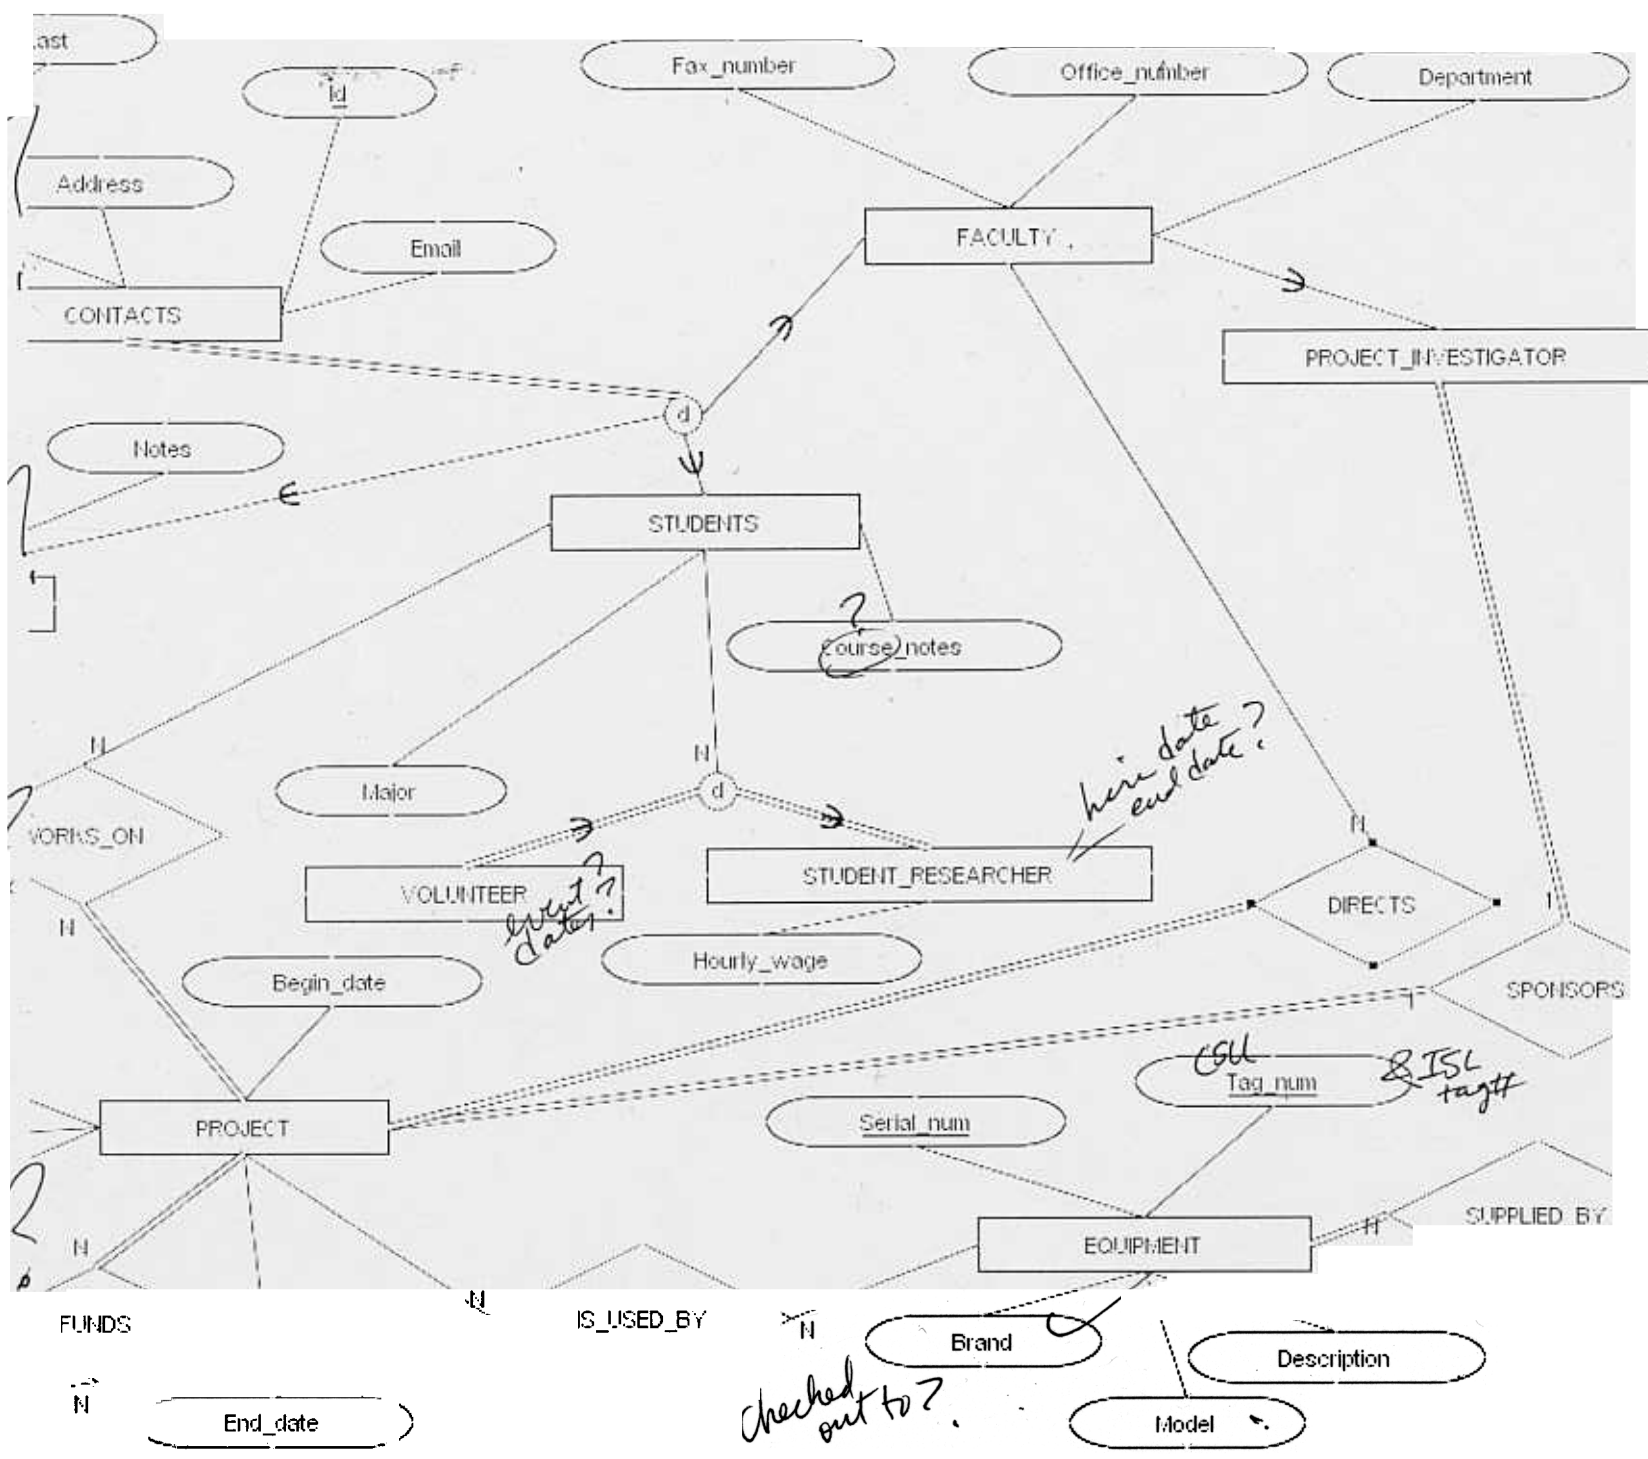 Id
Fax_number
Office_number
Department
Address
Email
FACULTY
CONTACTS
PROJECT_INVESTIGATOR
d
Notes
STUDENTS
?
Course_notes
N
N
Major
d
hire date
end date?
WORKS_ON
N
VOLUNTEER
event?
dates?
STUDENT_RESEARCHER
DIRECTS
1
N
Hourly_wage
Begin_date
SPONSORS
1
CSU
Tag_num
& ISL
tag#
Serial_num
PROJECT
SUPPLIED_BY
N
EQUIPMENT
N
N
FUNDS
IS_USED_BY
N
Brand
Description
checked
out to?
N
End_date
Model